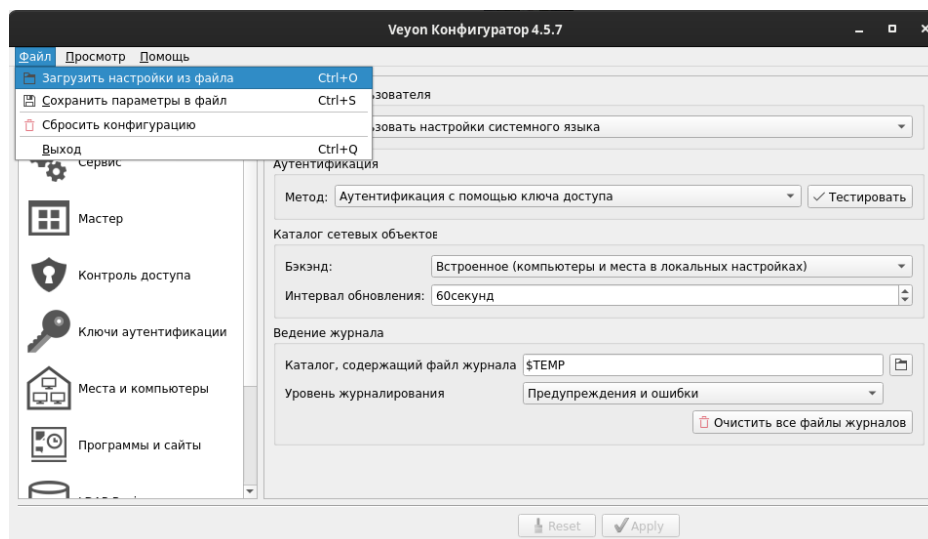 Veyon Конфигуратор 4.5.7
Файл Просмотр Помощь
Загрузить настройки из файла Ctrl+O
Сохранить параметры в файл Ctrl+S
Сбросить конфигурацию
Выход Ctrl+Q
Сервис
Мастер
Контроль доступа
Ключи аутентификации
Места и компьютеры
Программы и сайты
настройки системного языка
Аутентификация
Метод: Аутентификация с помощью ключа доступа Тестировать
Каталог сетевых объектов
Бэкэнд: Встроенное (компьютеры и места в локальных настройках)
Интервал обновления: 60секунд
Ведение журнала
Каталог, содержащий файл журнала $TEMP
Уровень журналирования Предупреждения и ошибки
Очистить все файлы журналов
Reset Apply